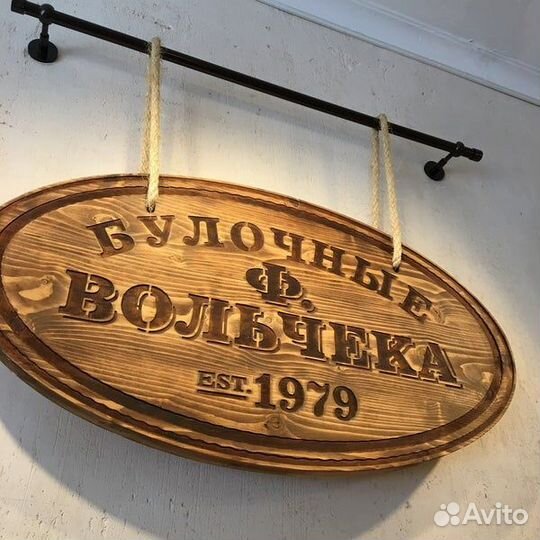 БУЛОЧНЫЕ
Ф.
ВОЛЬЧЕКА
EST. 1979
Avito